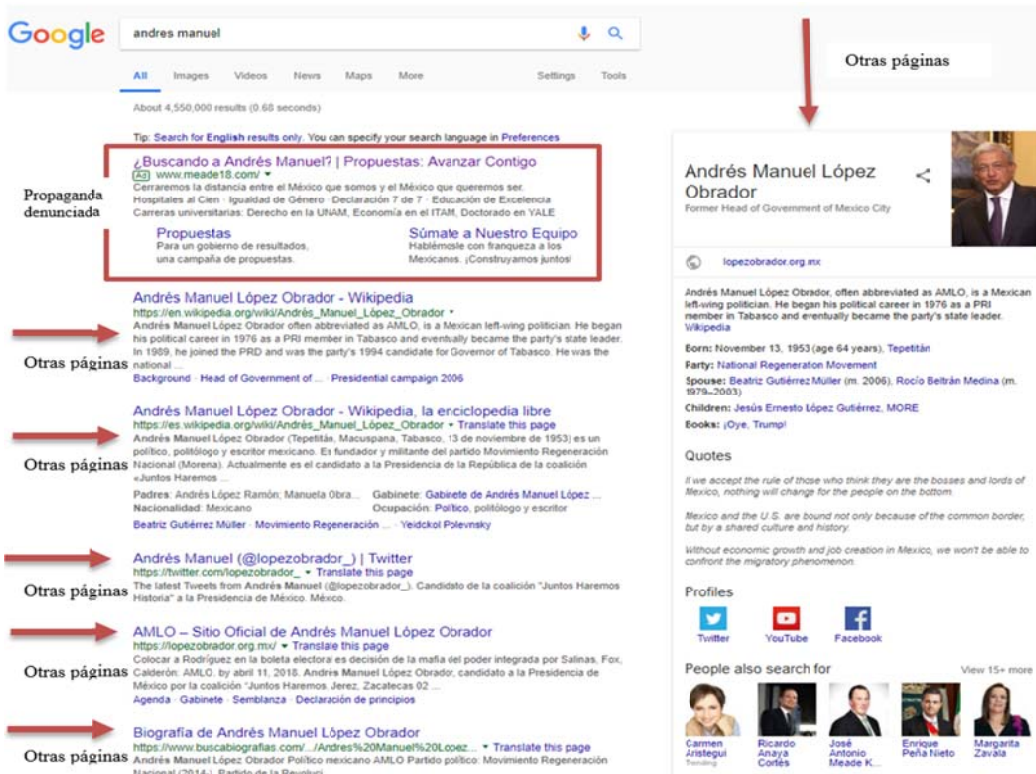 Google
andres manuel
All Images Videos News Maps More Settings Tools
About 4,550,000 results (0.68 seconds)
Tip: Search for English results only. You can specify your search language in Preferences
Propaganda
denunciada
¿Buscando a Andrés Manuel? | Propuestas: Avanzar Contigo
Ad www.meade18.com/
Cerraremos la distancia entre el México que somos y el México que queremos ser.
Hospitales al Cien · Igualdad de Género · Declaración 7 de 7 · Educación de Excelencia
Carreras universitarias: Derecho en la UNAM, Economía en el ITAM, Doctorado en YALE
Propuestas
Para un gobierno de resultados,
una campaña de propuestas.
Súmate a Nuestro Equipo
Hablémosle con franqueza a los
Mexicanos. ¡Construyamos juntos!
Andrés Manuel López Obrador - Wikipedia
https://en.wikipedia.org/wiki/Andrés_Manuel_López_Obrador
Andrés Manuel López Obrador often abbreviated as AMLO, is a Mexican left-wing politician. He began
his political career in 1976 as a PRI member in Tabasco and eventually became the party's state leader.
In 1989, he joined the PRD and was the party's 1994 candidate for Governor of Tabasco. He was the
national ...
Background · Head of Government of ... · Presidential campaign 2006
Otras páginas
Andrés Manuel López Obrador - Wikipedia, la enciclopedia libre
https://es.wikipedia.org/wiki/Andrés_Manuel_López_Obrador Translate this page
Andrés Manuel López Obrador (Tepetitán, Macuspana, Tabasco, 13 de noviembre de 1953) es un
político, politólogo y escritor mexicano. Es fundador y militante del partido Movimiento Regeneración
Nacional (Morena). Actualmente es el candidato a la Presidencia de la República de la coalición
«Juntos Haremos ...
Padres: Andrés López Ramón; Manuela Obra... Gabinete: Gabinete de Andrés Manuel López ...
Nacionalidad: Mexicano Ocupación: Político, politólogo y escritor
Beatriz Gutiérrez Müller · Movimiento Regeneración ... · Yeidckol Polevnsky
Otras páginas
Andrés Manuel (@lopezobrador_) | Twitter
https://twitter.com/lopezobrador_ Translate this page
The latest Tweets from Andrés Manuel (@lopezobrador_). Candidato de la coalición "Juntos Haremos
Historia" a la Presidencia de México. México.
Otras páginas
AMLO – Sitio Oficial de Andrés Manuel López Obrador
https://lopezobrador.org.mx/ Translate this page
Colocar a Rodríguez en la boleta electoral es decisión de la mafia del poder integrada por Salinas, Fox,
Calderón: AMLO. by abril 11, 2018. Andrés Manuel López Obrador, candidato a la Presidencia de
México por la coalición "Juntos Haremos. Jerez, Zacatecas 02 ...
Agenda · Gabinete · Semblanza · Declaración de principios
Otras páginas
Biografía de Andrés Manuel López Obrador
https://www.buscabiografias.com/.../Andres%20Manuel%20Lopez... Translate this page
Andrés Manuel López Obrador Político mexicano AMLO Partido político: Movimiento Regeneración
Nacional (2014-), Partido de la Revoluci
Otras páginas
Otras páginas
Andrés Manuel López
Obrador
Former Head of Government of Mexico City
lopezobrador.org.mx
Andrés Manuel López Obrador, often abbreviated as AMLO, is a Mexican
left-wing politician. He began his political career in 1976 as a PRI
member in Tabasco and eventually became the party's state leader.
Wikipedia
Born: November 13, 1953 (age 64 years), Tepetitán
Party: National Regeneration Movement
Spouse: Beatriz Gutiérrez Müller (m. 2006), Rocío Beltrán Medina (m.
1979–2003)
Children: Jesús Ernesto López Gutiérrez, MORE
Books: ¡Oye, Trump!
Quotes
If we accept the rule of those who think they are the bosses and lords of
Mexico, nothing will change for the people on the bottom.
Mexico and the U.S. are bound not only because of the common border,
but by a shared culture and history.
Without economic growth and job creation in Mexico, we won't be able to
confront the migratory phenomenon.
Profiles
Twitter YouTube Facebook
People also search for View 15+ more
Carmen
Aristegui
Trending
Ricardo
Anaya
Cortés
José
Antonio
Meade K...
Enrique
Peña Nieto
Margarita
Zavala